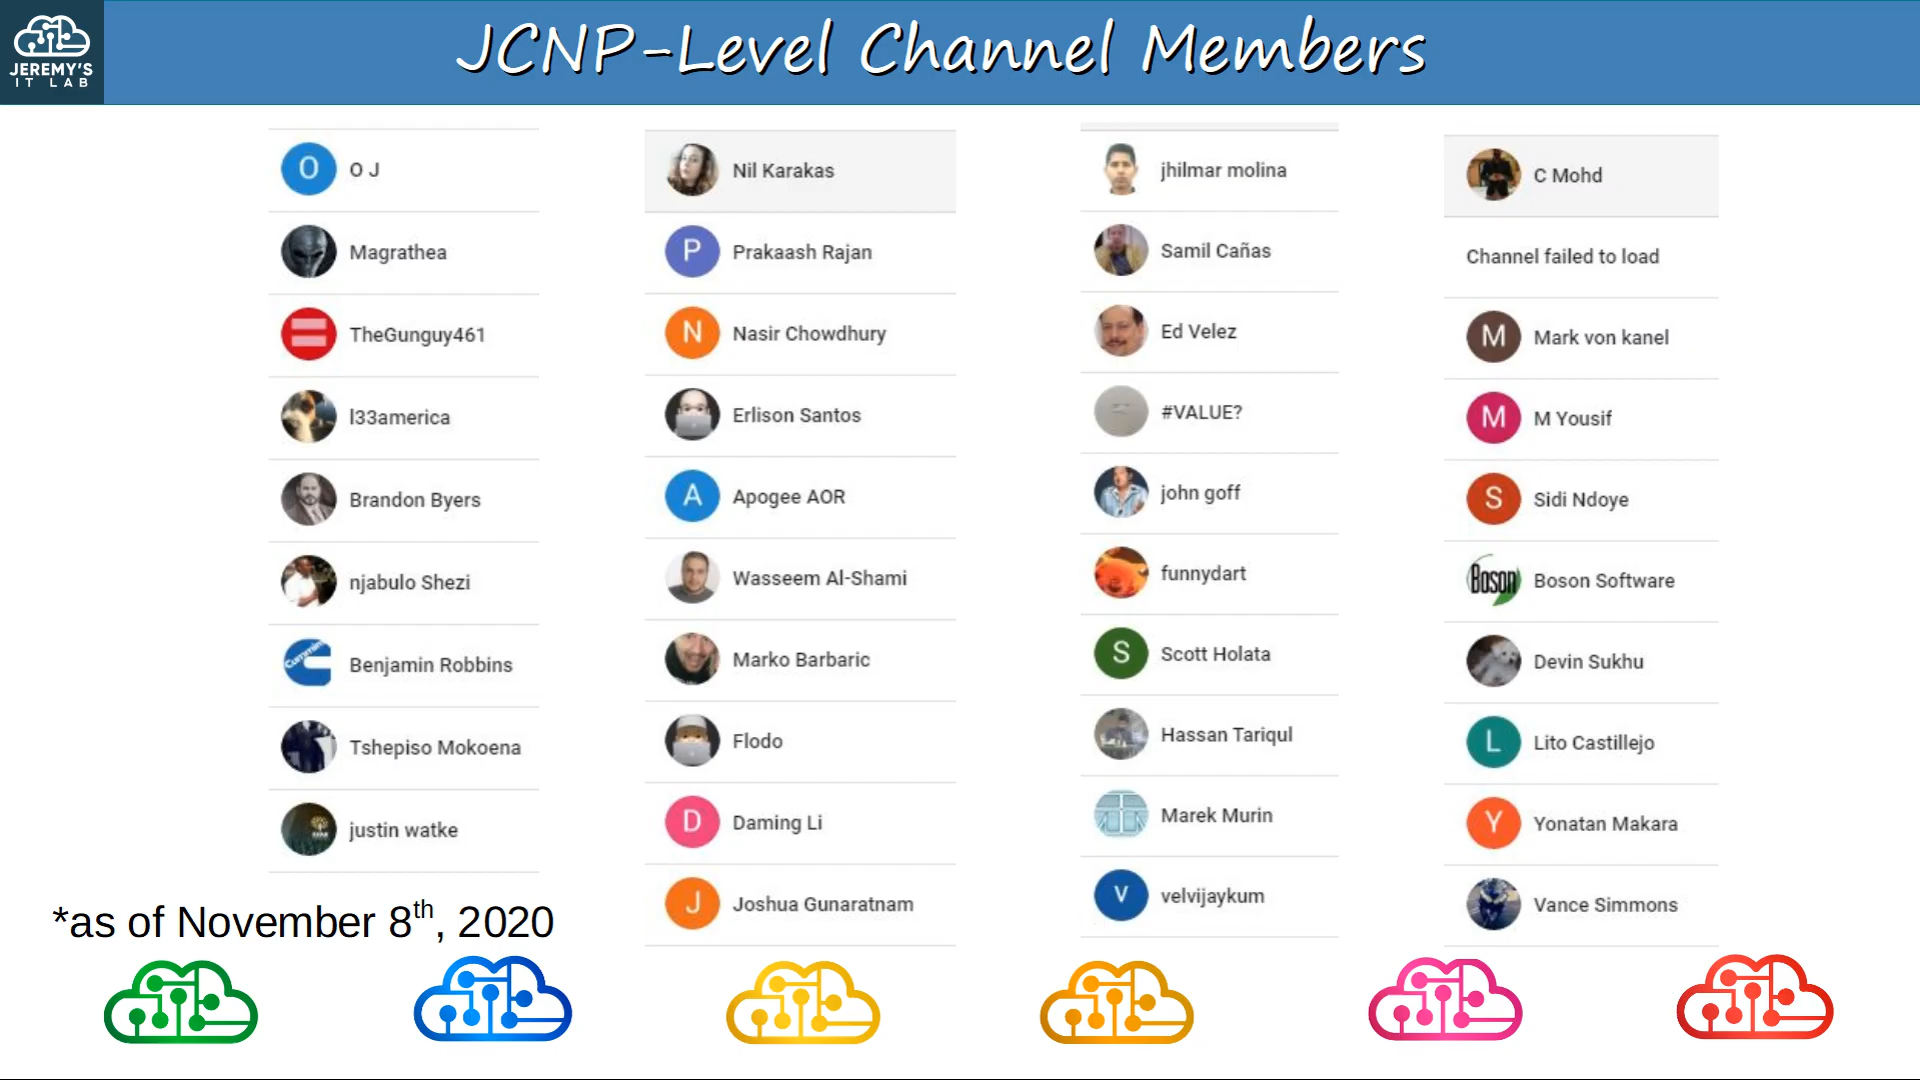 JEREMY'S
IT LAB
JCNP-Level Channel Members
O
O J
Magrathea
TheGunguy461
l33america
Brandon Byers
njabulo Shezi
Cummins
Benjamin Robbins
Tshepiso Mokoena
justin watke
*as of November 8th, 2020
Nil Karakas
P
Prakaash Rajan
N
Nasir Chowdhury
Erlison Santos
A
Apogee AOR
Wasseem Al-Shami
Marko Barbaric
Flodo
D
Daming Li
J
Joshua Gunaratnam
jhilmar molina
Samil Cañas
Ed Velez
#VALUE?
john goff
funnydart
S
Scott Holata
Hassan Tariqul
Marek Murin
V
velvijaykum
C Mohd
Channel failed to load
M
Mark von kanel
M
M Yousif
S
Sidi Ndoye
Boson
Boson Software
Devin Sukhu
L
Lito Castillejo
Y
Yonatan Makara
Vance Simmons